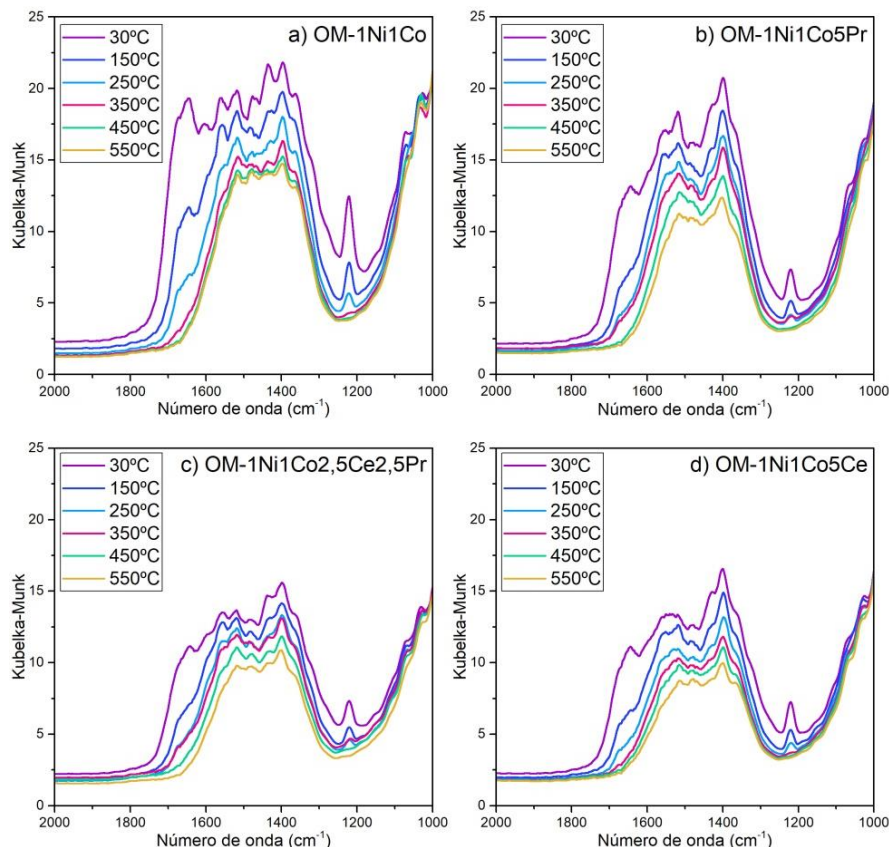 a) OM-1Ni1Co
30ºC
150ºC
250ºC
350ºC
450ºC
550ºC
25
20
15
10
5
0
Kubelka-Munk
2000 1800 1600 1400 1200 1000
Número de onda (cm⁻¹)
b) OM-1Ni1Co5Pr
30ºC
150ºC
250ºC
350ºC
450ºC
550ºC
25
20
15
10
5
0
Kubelka-Munk
2000 1800 1600 1400 1200 1000
Número de onda (cm⁻¹)
c) OM-1Ni1Co2,5Ce2,5Pr
30ºC
150ºC
250ºC
350ºC
450ºC
550ºC
25
20
15
10
5
0
Kubelka-Munk
2000 1800 1600 1400 1200 1000
Número de onda (cm⁻¹)
d) OM-1Ni1Co5Ce
30ºC
150ºC
250ºC
350ºC
450ºC
550ºC
25
20
15
10
5
0
Kubelka-Munk
2000 1800 1600 1400 1200 1000
Número de onda (cm⁻¹)